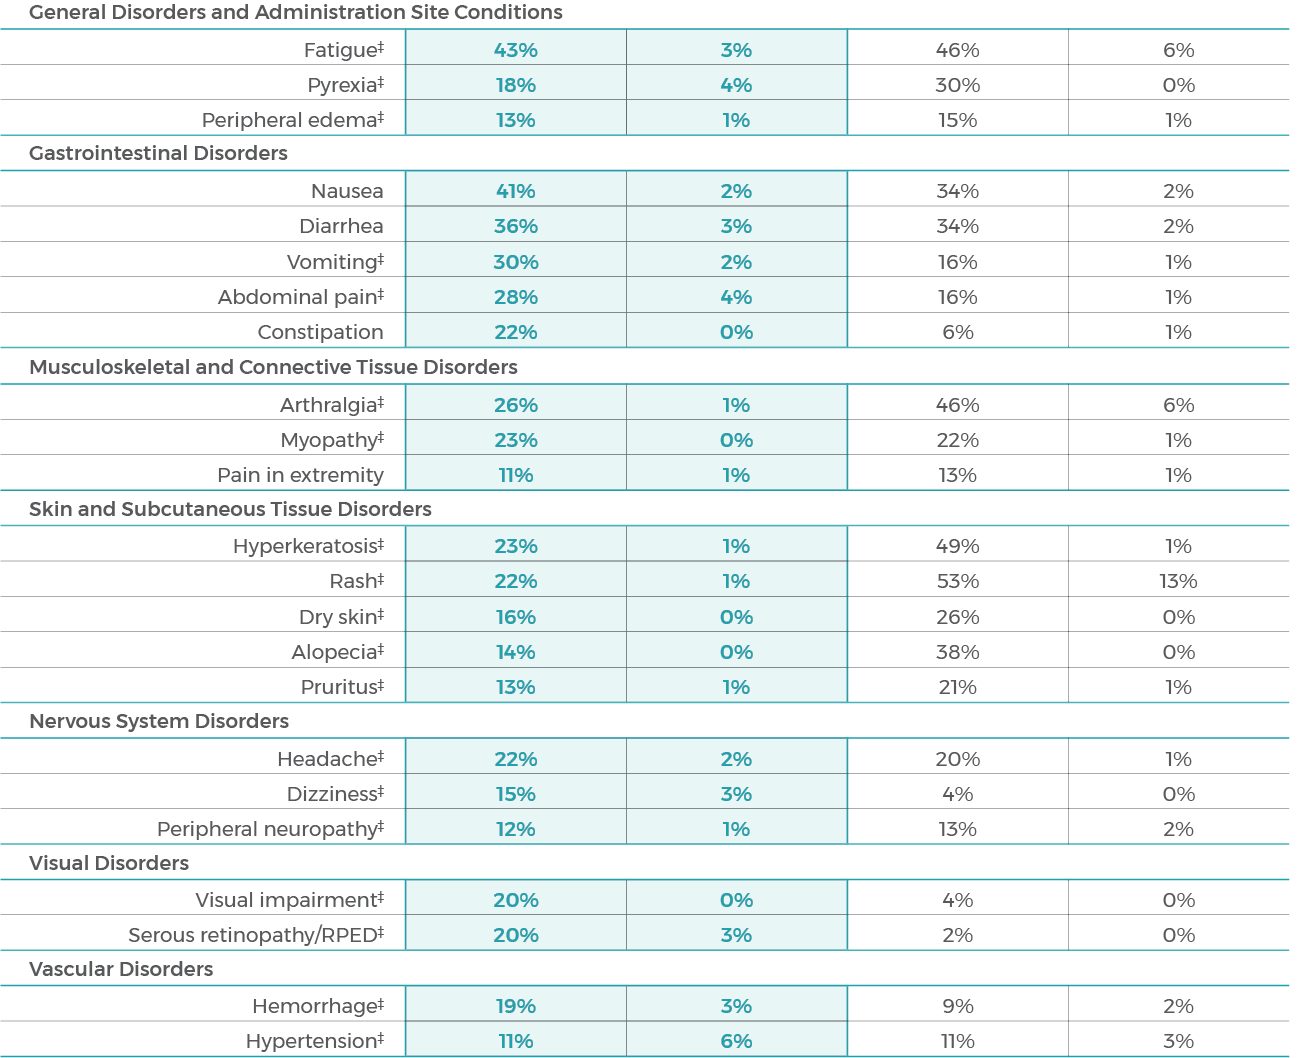 General Disorders and Administration Site Conditions
Fatigue‡ 43% 3% 46% 6%
Pyrexia‡ 18% 4% 30% 0%
Peripheral edema‡ 13% 1% 15% 1%
Gastrointestinal Disorders
Nausea 41% 2% 34% 2%
Diarrhea 36% 3% 34% 2%
Vomiting‡ 30% 2% 16% 1%
Abdominal pain‡ 28% 4% 16% 1%
Constipation 22% 0% 6% 1%
Musculoskeletal and Connective Tissue Disorders
Arthralgia‡ 26% 1% 46% 6%
Myopathy‡ 23% 0% 22% 1%
Pain in extremity 11% 1% 13% 1%
Skin and Subcutaneous Tissue Disorders
Hyperkeratosis‡ 23% 1% 49% 1%
Rash‡ 22% 1% 53% 13%
Dry skin‡ 16% 0% 26% 0%
Alopecia‡ 14% 0% 38% 0%
Pruritus‡ 13% 1% 21% 1%
Nervous System Disorders
Headache‡ 22% 2% 20% 1%
Dizziness‡ 15% 3% 4% 0%
Peripheral neuropathy‡ 12% 1% 13% 2%
Visual Disorders
Visual impairment‡ 20% 0% 4% 0%
Serous retinopathy/RPED‡ 20% 3% 2% 0%
Vascular Disorders
Hemorrhage‡ 19% 3% 9% 2%
Hypertension‡ 11% 6% 11% 3%